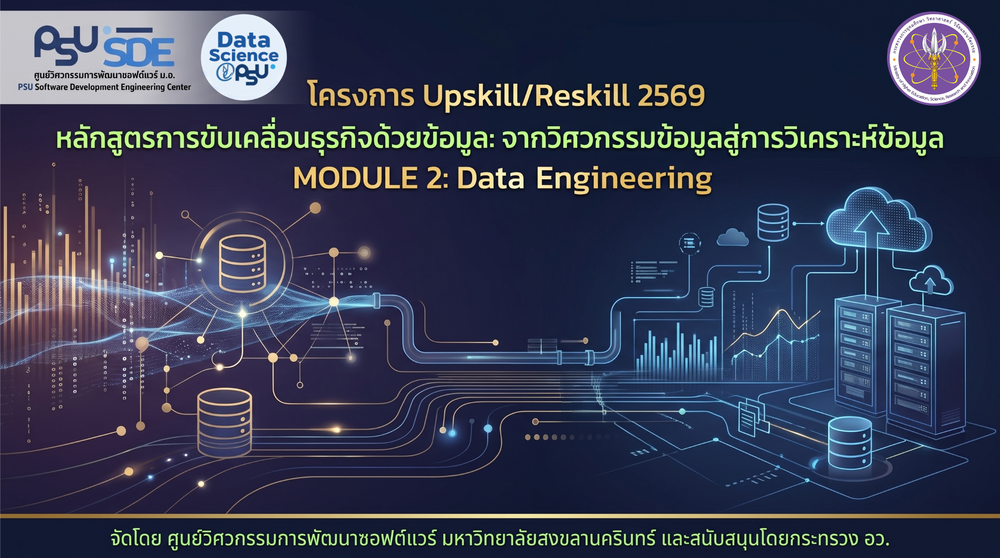 PSU SDE
ศูนย์วิศวกรรมการพัฒนาซอฟต์แวร์ ม.อ.
PSU Software Development Engineering Center
Data
Science
@PSU
กระทรวงการอุดมศึกษา วิทยาศาสตร์ วิจัยและนวัตกรรม
Ministry of Higher Education, Science, Research and Innovation
โครงการ Upskill/Reskill 2569
หลักสูตรการขับเคลื่อนธุรกิจด้วยข้อมูล: จากวิศวกรรมข้อมูลสู่การวิเคราะห์ข้อมูล
MODULE 2: Data Engineering
จัดโดย ศูนย์วิศวกรรมการพัฒนาซอฟต์แวร์ มหาวิทยาลัยสงขลานครินทร์ และสนับสนุนโดยกระทรวง อว.